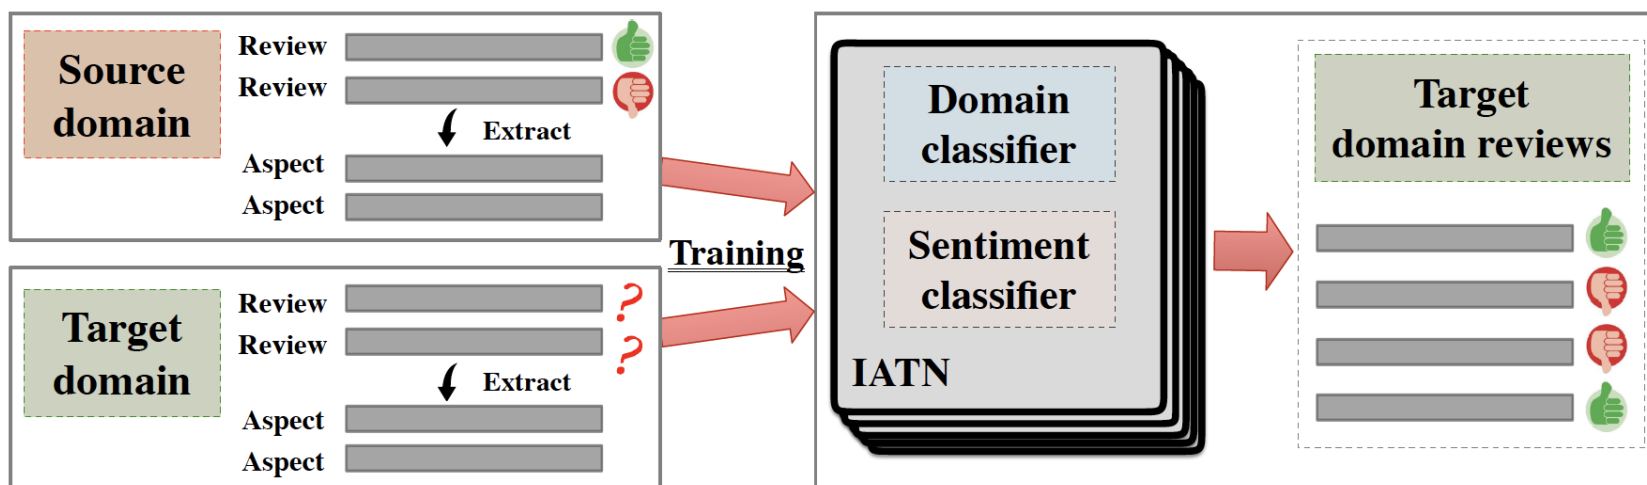 Source
domain
Review
Review
Extract
Aspect
Aspect
Target
domain
Review
?
Review
?
Extract
Aspect
Aspect
Training
Domain
classifier
Sentiment
classifier
IATN
Target
domain reviews